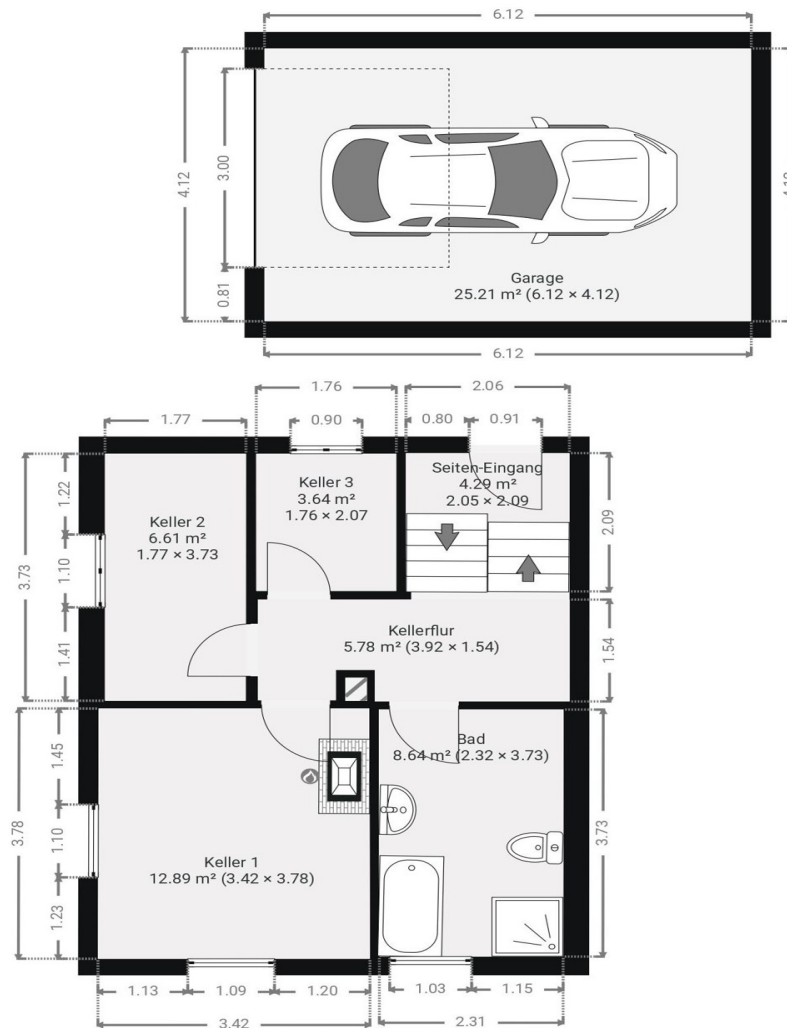 6.12
4.12
3.00
0.81
Garage
25.21 m² (6.12 × 4.12)
6.12
1.76
2.06
1.77
0.90
0.80
0.91
Seiten-Eingang
4.29 m²
2.05 × 2.09
Keller 3
3.64 m²
1.76 × 2.07
Keller 2
6.61 m²
1.77 × 3.73
1.22
1.10
1.41
3.73
2.09
1.54
Kellerflur
5.78 m² (3.92 × 1.54)
Bad
8.64 m² (2.32 × 3.73)
1.45
1.10
1.23
3.78
3.73
Keller 1
12.89 m² (3.42 × 3.78)
1.13
1.09
1.20
1.03
1.15
3.42
2.31